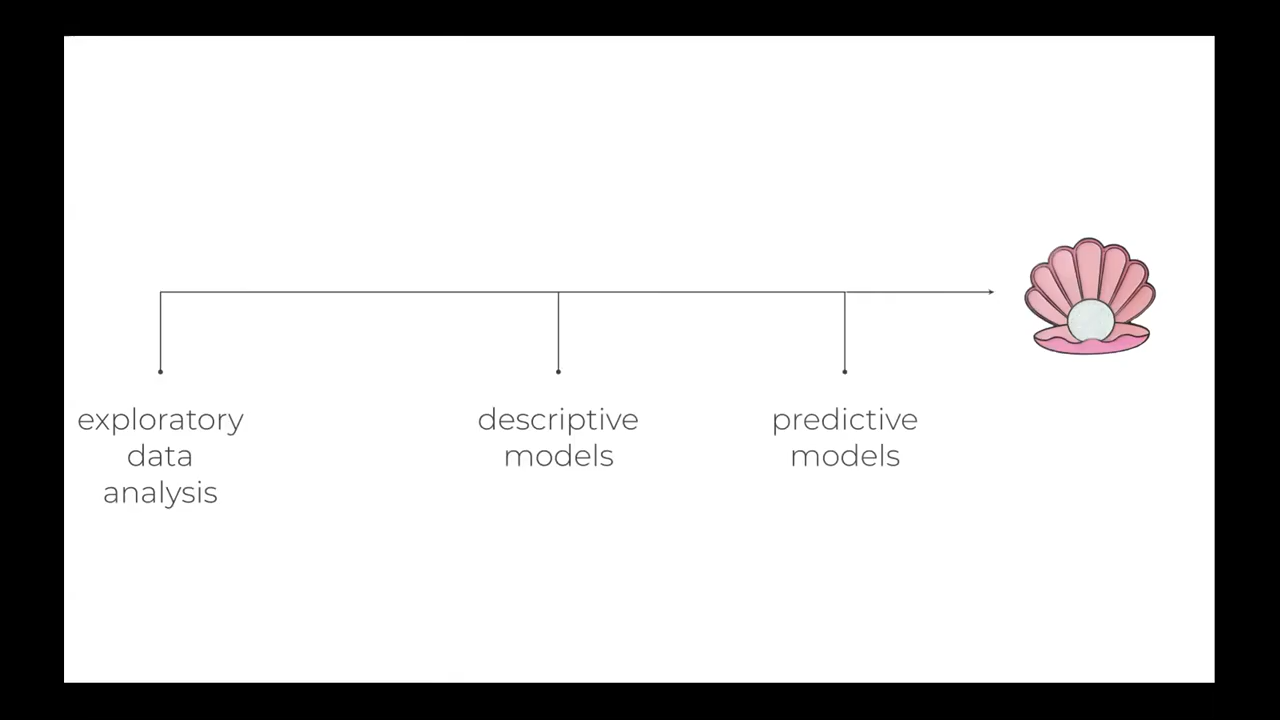 exploratory
data
analysis
descriptive
models
predictive
models